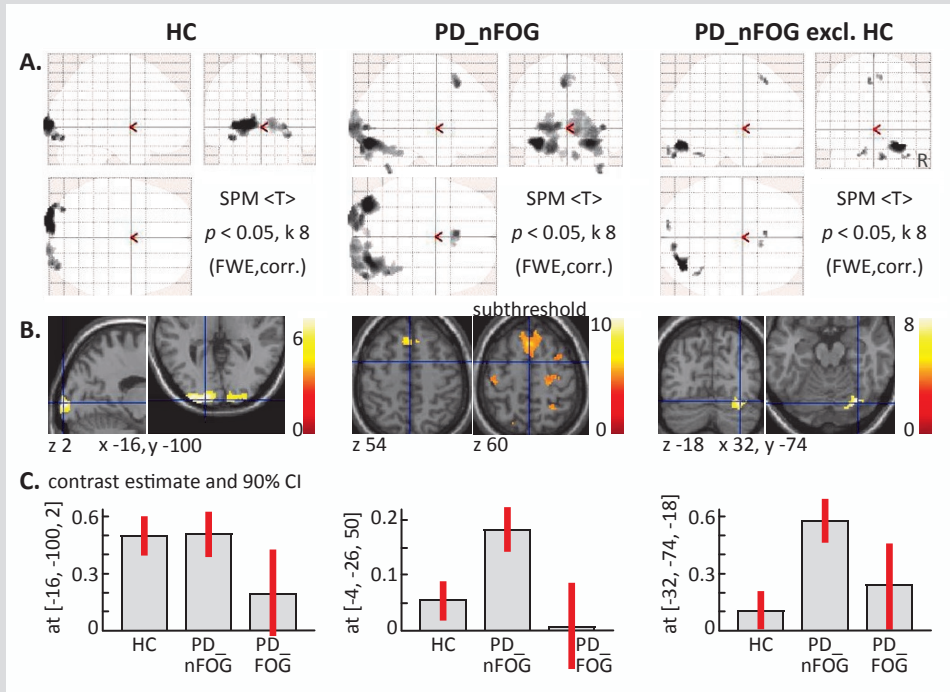 HC
PD_nFOG
PD_nFOG excl. HC
A.
R
SPM <T>
p < 0.05, k 8
(FWE,corr.)
SPM <T>
p < 0.05, k 8
(FWE,corr.)
SPM <T>
p < 0.05, k 8
(FWE,corr.)
B.
6
0
z 2 x -16, y -100
subthreshold
10
0
z 54
z 60
8
0
z -18 x 32, y -74
C. contrast estimate and 90% CI
at [-16, -100, 2]
0.6
0.3
0
HC
PD_
nFOG
PD_
FOG
at [-4, -26, 50]
0.2
0.1
0
HC
PD_
nFOG
PD_
FOG
at [-32, -74, -18]
0.6
0.3
0
HC
PD_
nFOG
PD_
FOG